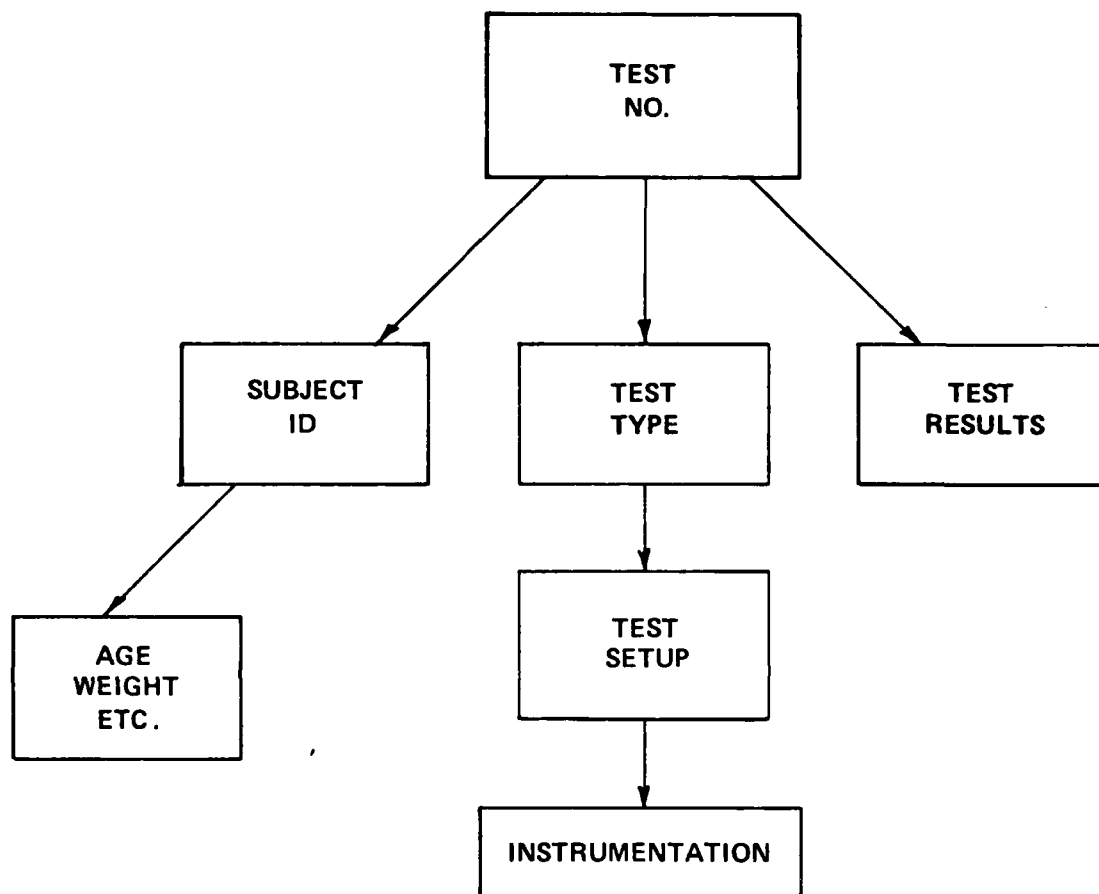 TEST
NO.
SUBJECT
ID
TEST
TYPE
TEST
RESULTS
AGE
WEIGHT
ETC.
TEST
SETUP
INSTRUMENTATION